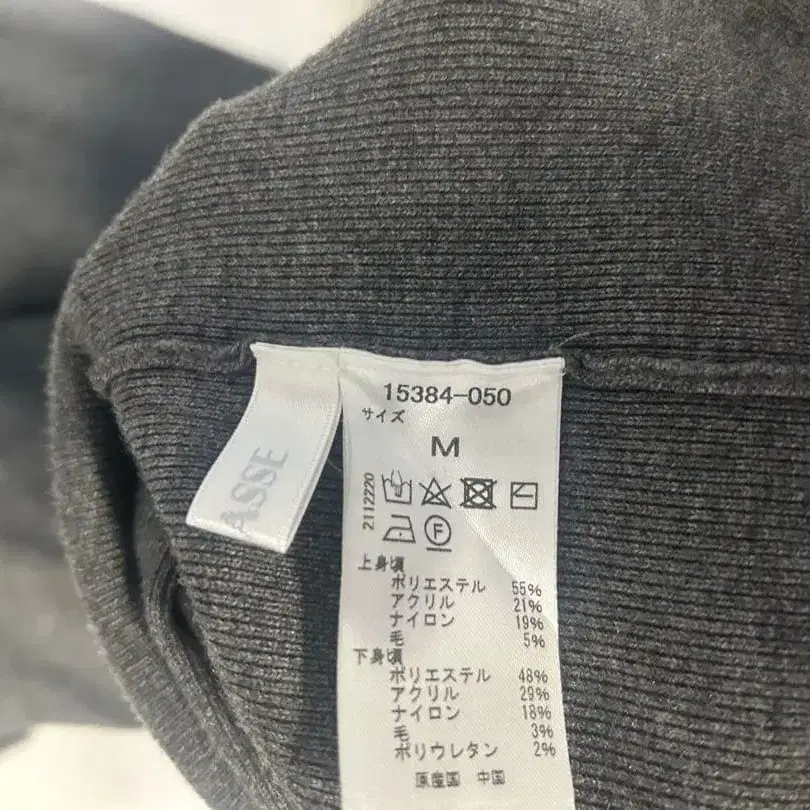 ASSE
15384-050
サイズ
M
2112220
F
上身頃
ポリエステル 55%
アクリル 21%
ナイロン 19%
毛 5%
下身頃
ポリエステル 48%
アクリル 29%
ナイロン 18%
毛 3%
ポリウレタン 2%
原産国 中国